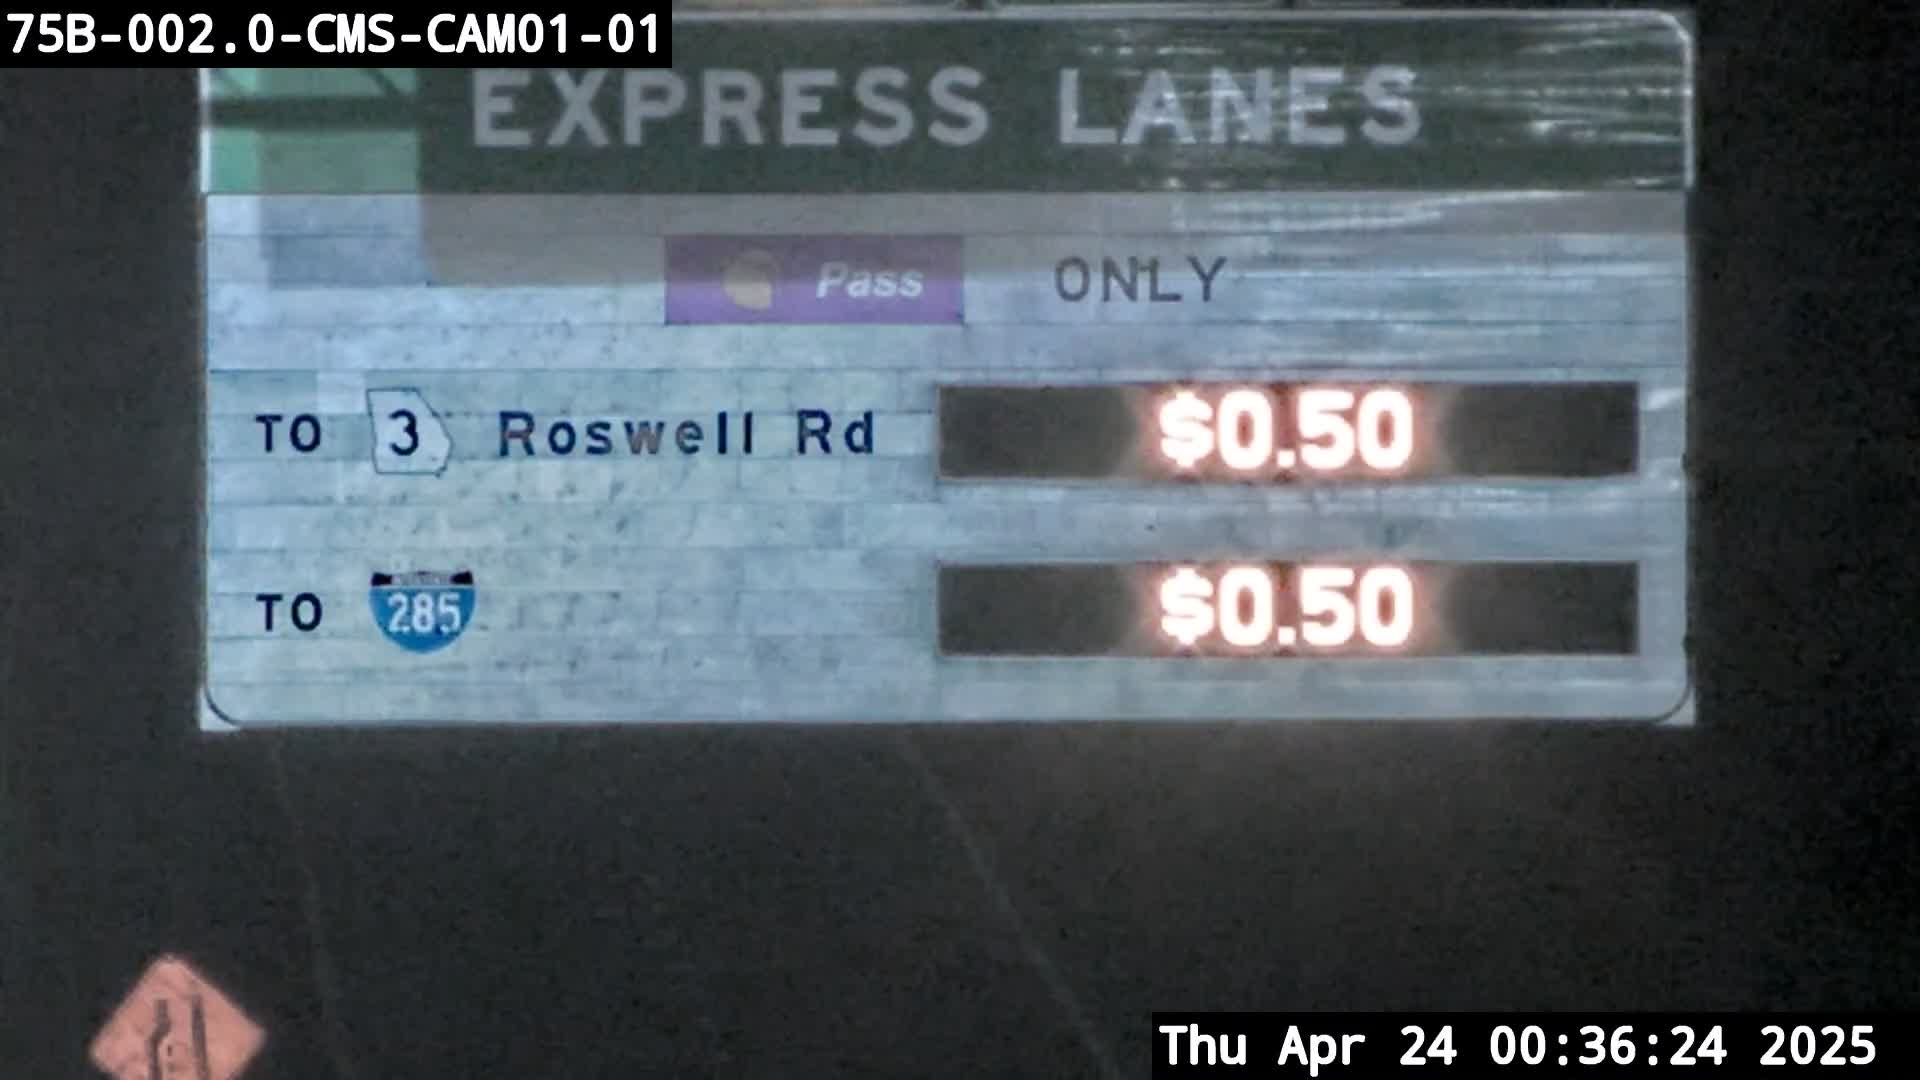 75B-002.0-CMS-CAM01-01
EXPRESS LANES
Pass ONLY
TO 3 Roswell Rd $0.50
TO 285 $0.50
Thu Apr 24 00:36:24 2025